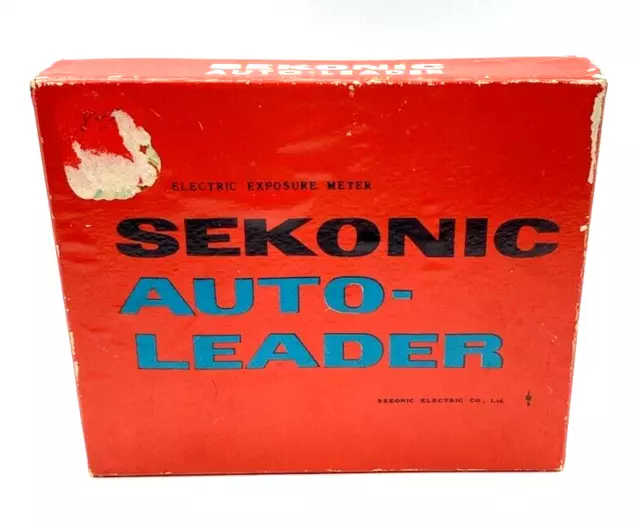 SEKONIC
AUTO-LEADER
ELECTRIC EXPOSURE METER
SEKONIC
AUTO-
LEADER
SEKONIC ELECTRIC CO., Ltd.